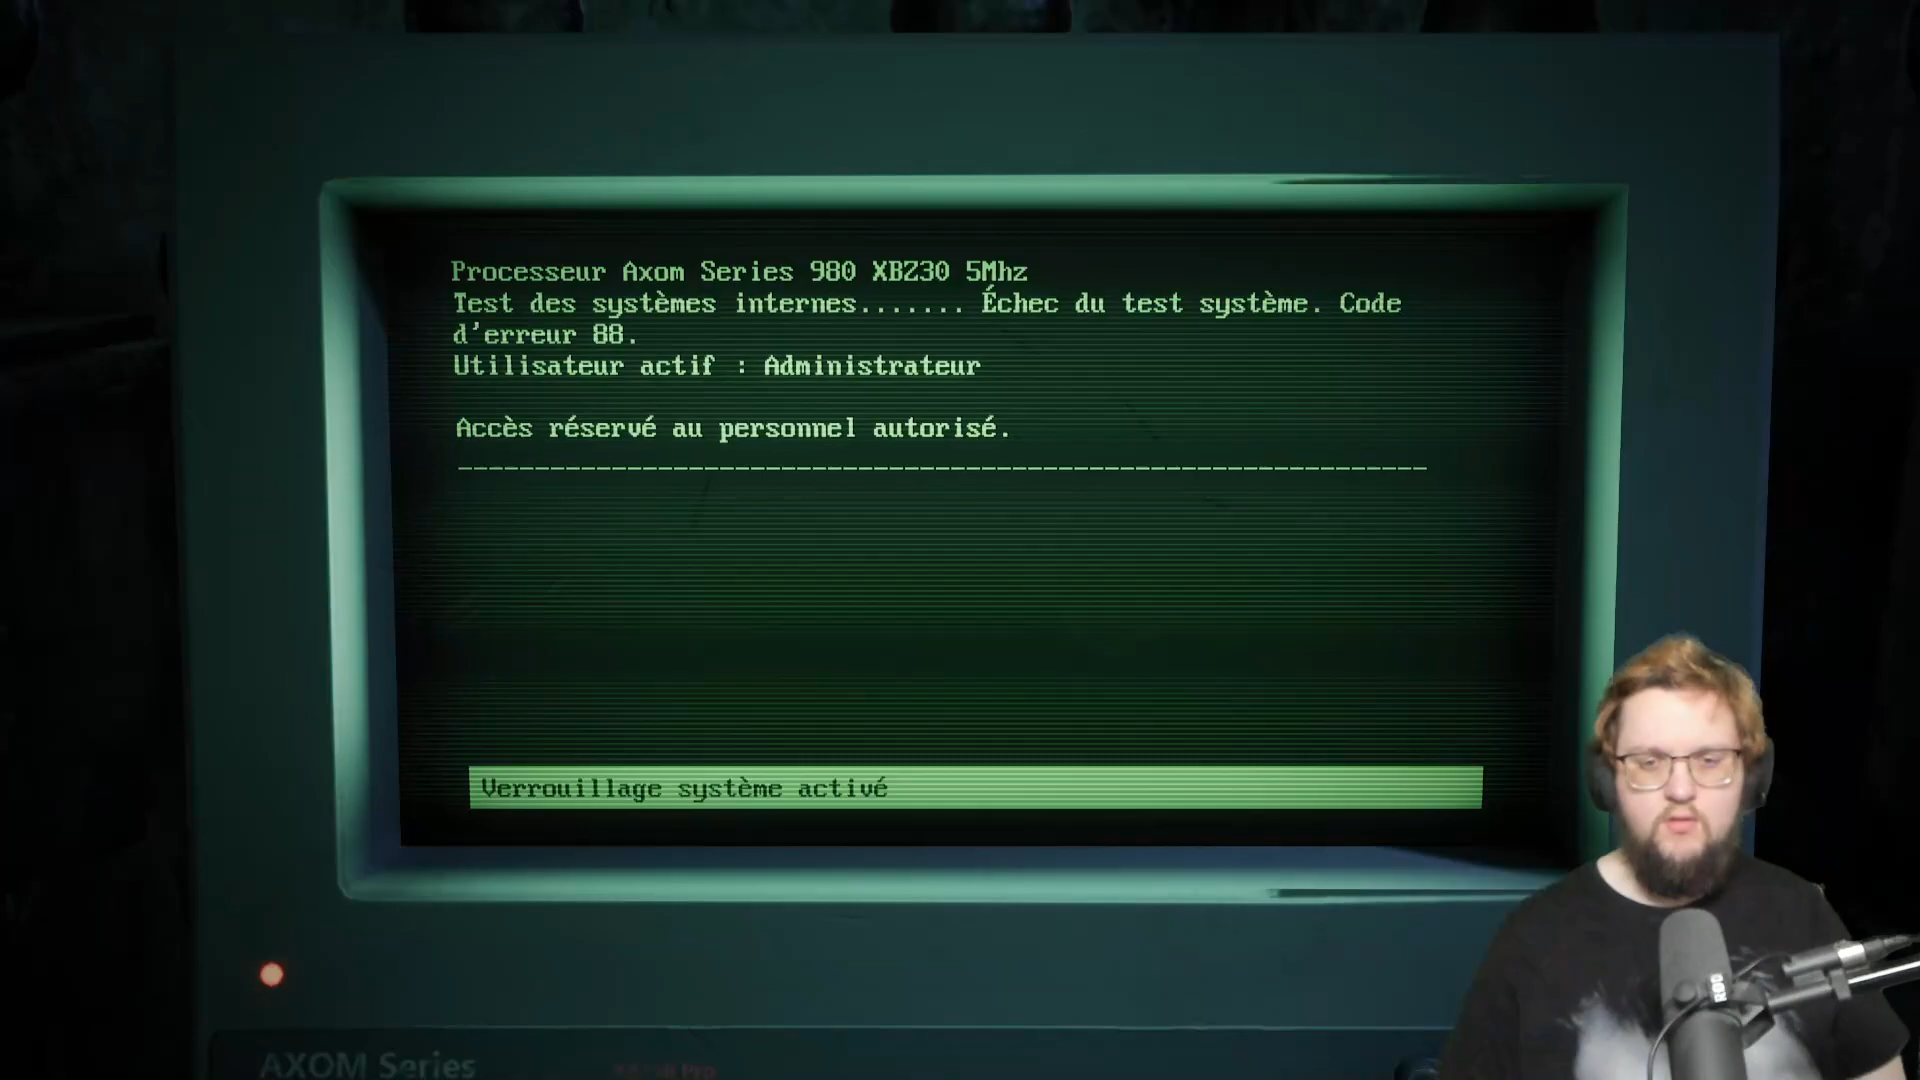 Processeur Axom Series 980 XBZ30 5Mhz
Test des systèmes internes....... Échec du test système. Code
d'erreur 88.
Utilisateur actif : Administrateur
Accès réservé au personnel autorisé.
Verrouillage système activé
AXOM Series
Pro